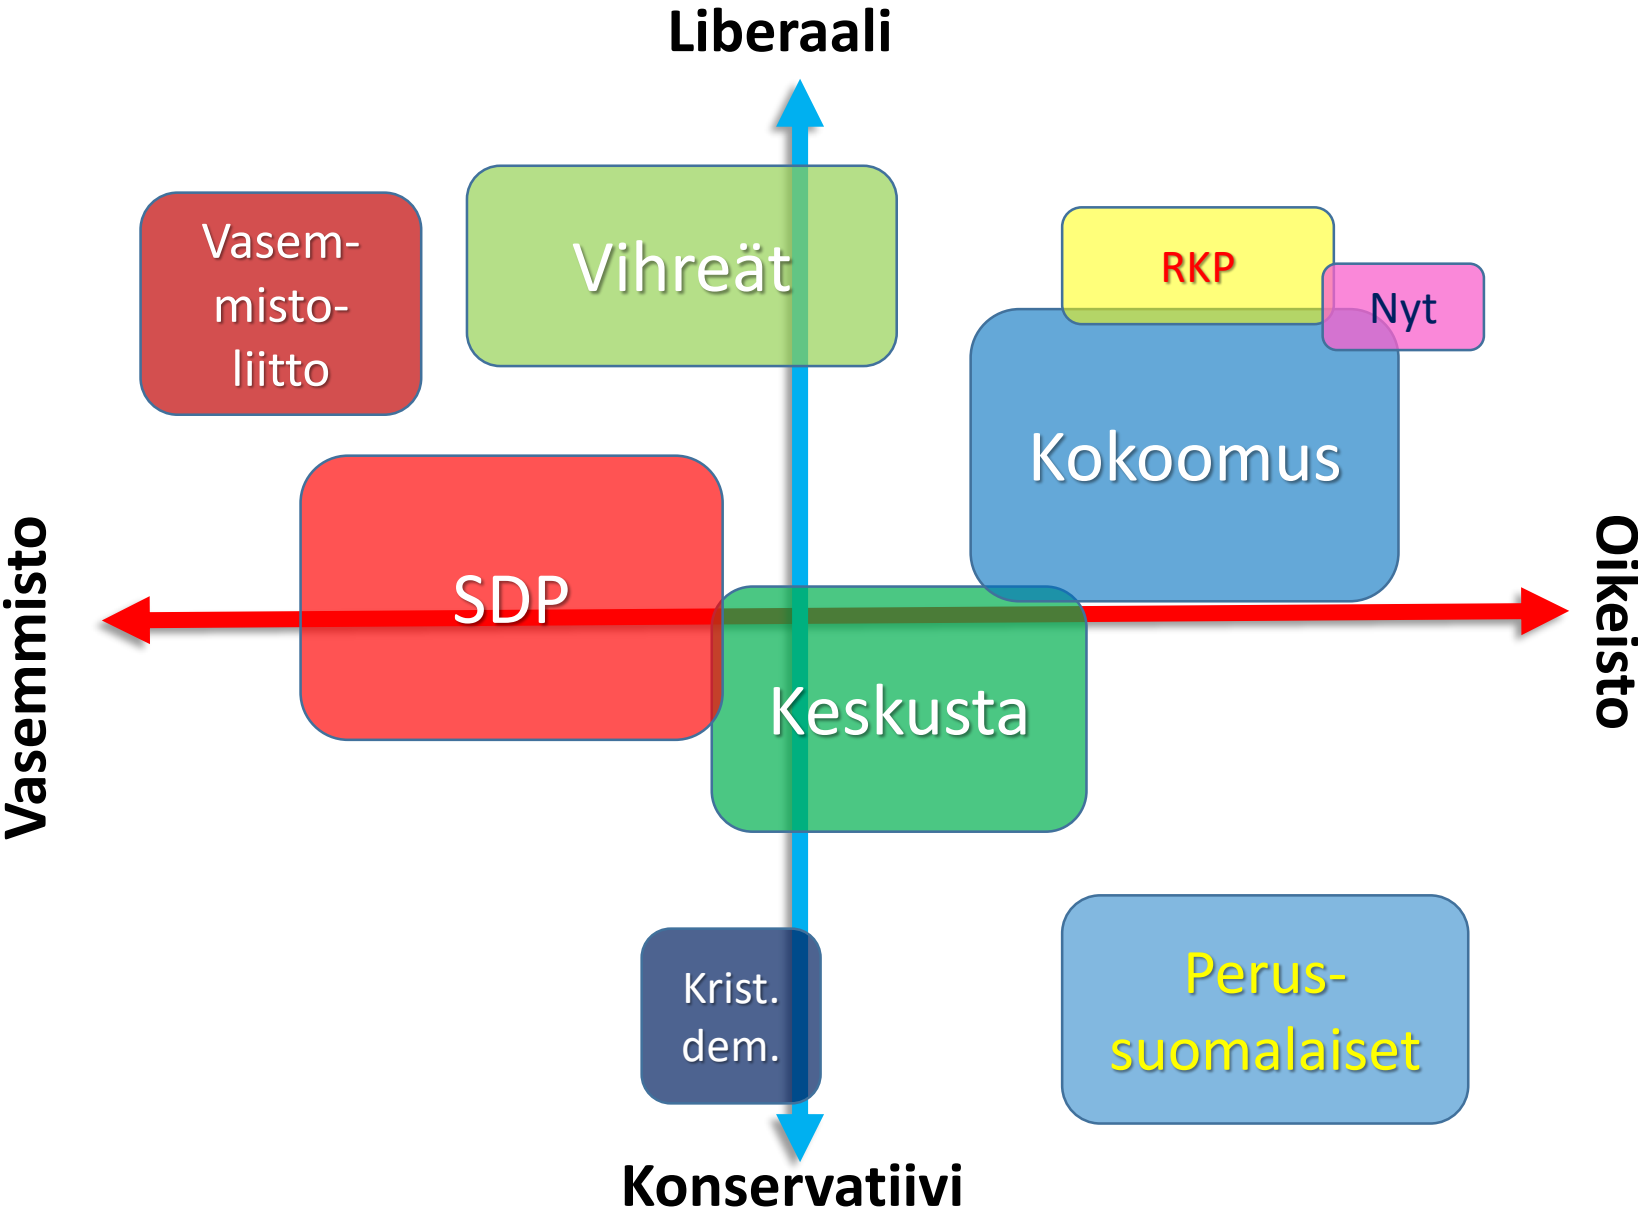 Liberaali
Vasem-
misto-
liitto
Vihreät
RKP
Nyt
Kokoomus
SDP
Vasemmisto
Oikeisto
Keskusta
Krist.
dem.
Perus-
suomalaiset
Konservatiivi